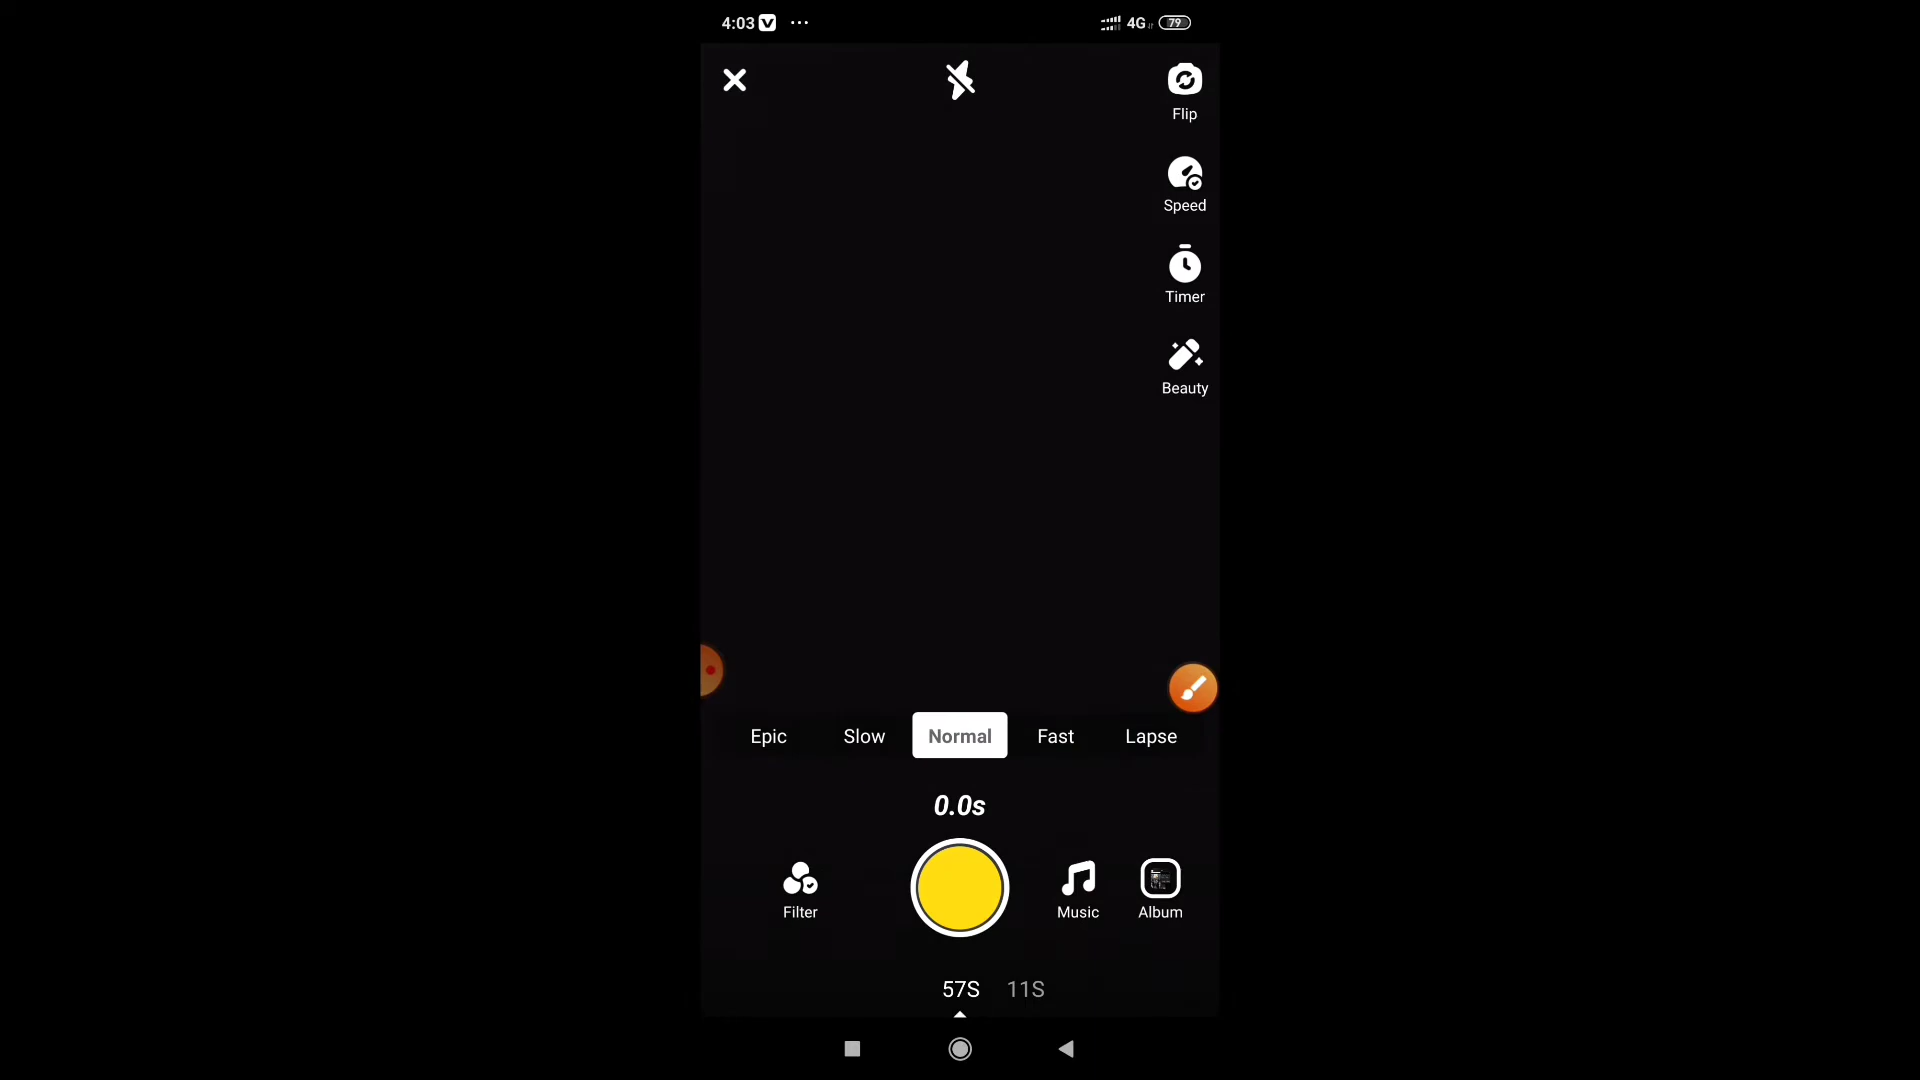 4:03 ... 4G 79
Flip
Speed
Timer
Beauty
Epic Slow Normal Fast Lapse
0.0s
Filter Music Album
57S 11S